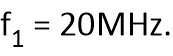 f₁ = 20MHz.